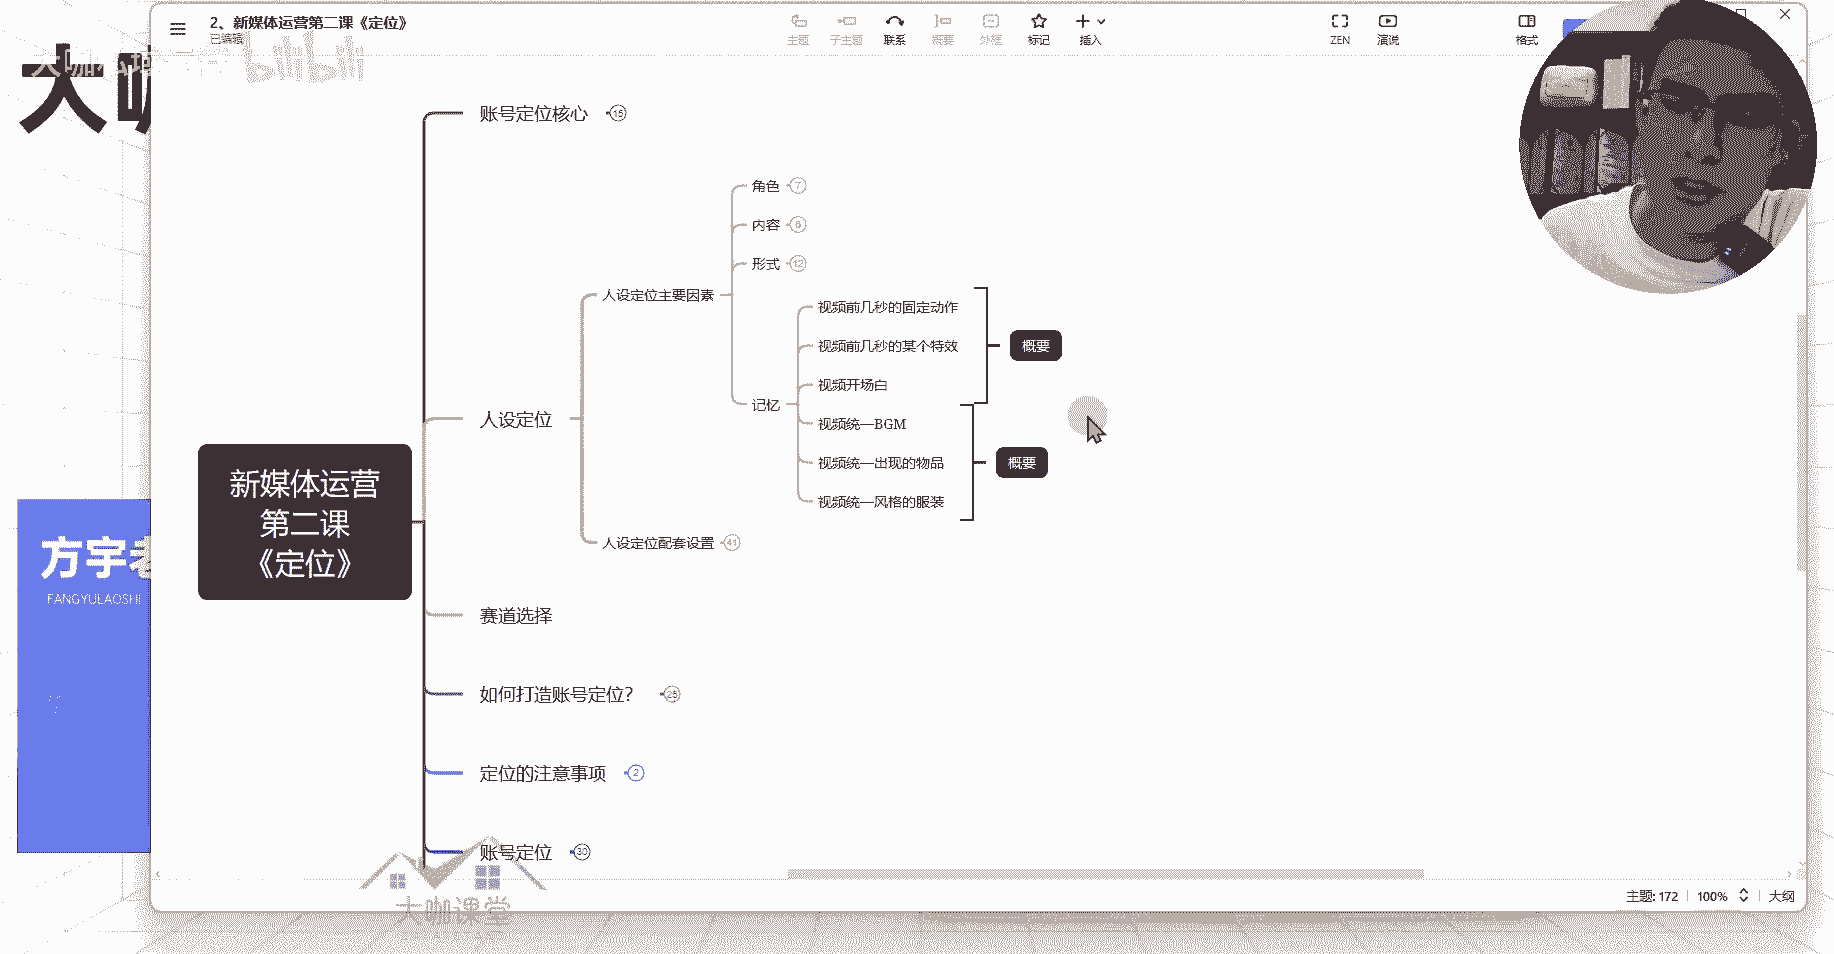 2、新媒体运营第二课《定位》
已编辑
主题
子主题
联系
概要
外框
标记
插入
ZEN
演说
格式
bilibili
大咖
账号定位核心 15
角色 7
内容 6
形式 12
人设定位主要因素
视频前几秒的固定动作
视频前几秒的某个特效
概要
视频开场白
记忆
人设定位
视频统一BGM
视频统一出现的物品
概要
视频统一风格的服装
新媒体运营
第二课
《定位》
人设定位配套设置 41
方宇老
FANGYULAOSHI
赛道选择
如何打造账号定位？ 25
定位的注意事项 2
账号定位 30
大咖课堂
主题: 172
100%
大纲